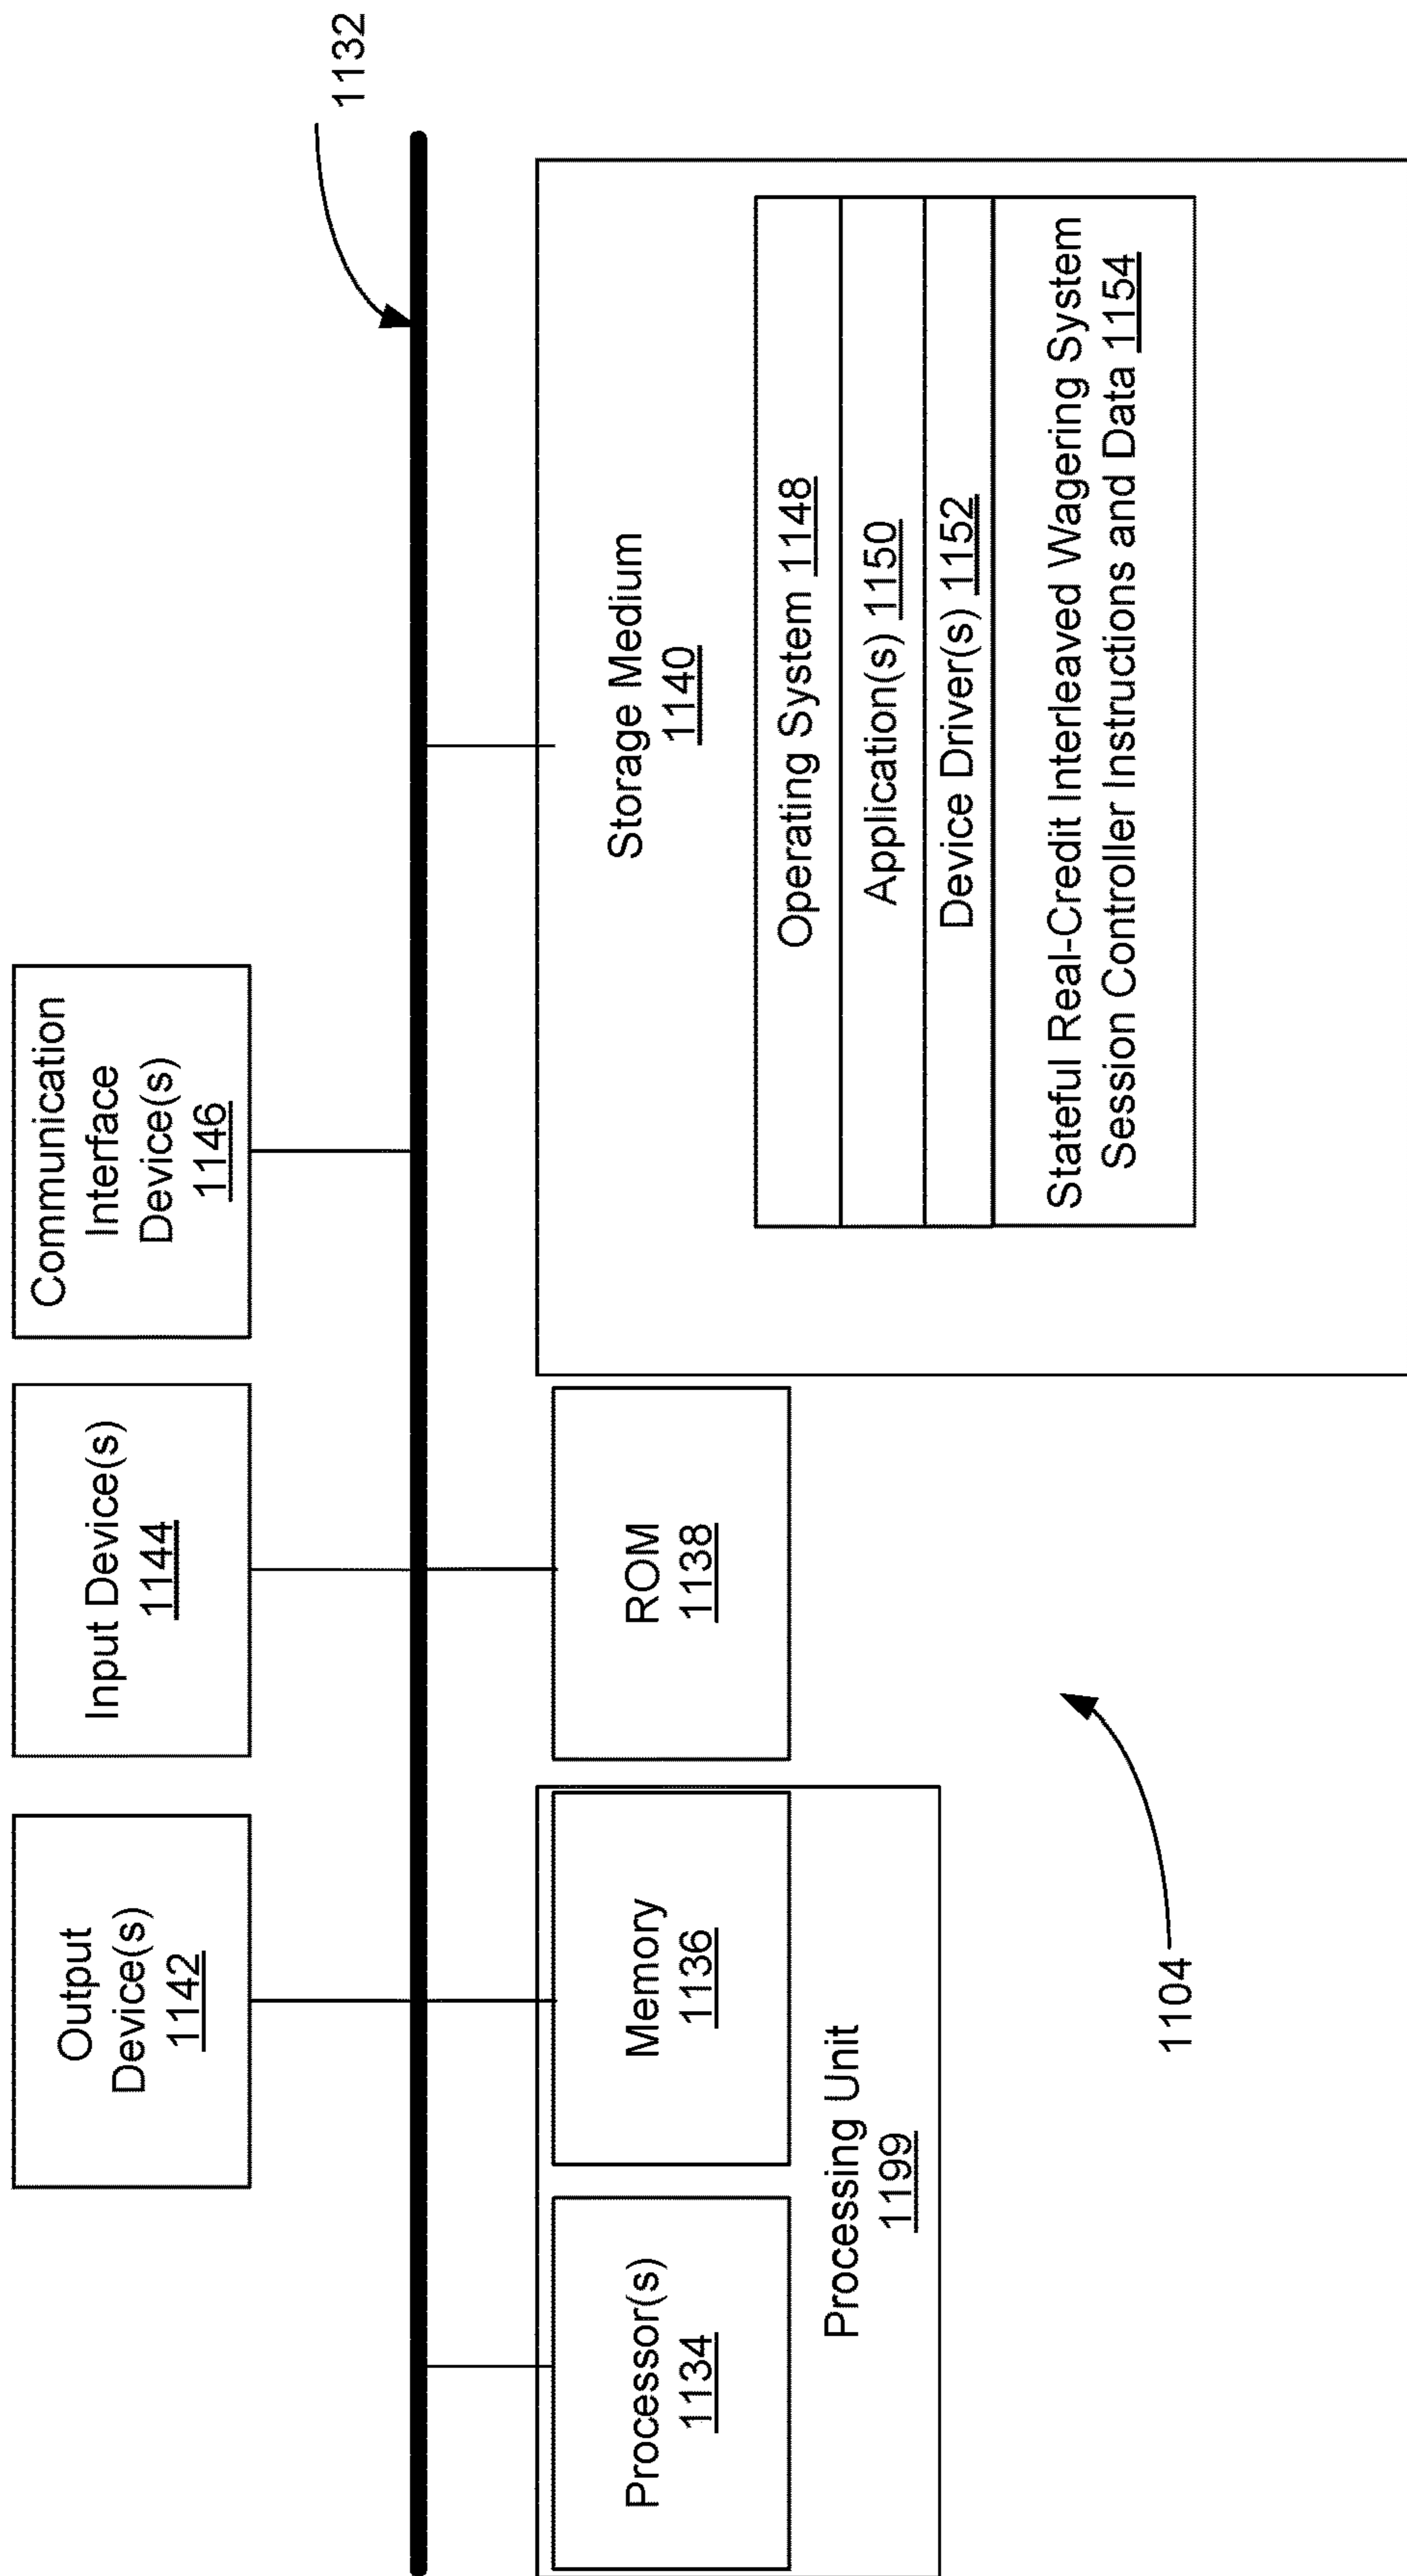 1132
Output
Device(s)
1142
Input Device(s)
1144
Communication
Interface
Device(s)
1146
Processor(s)
1134
Memory
1136
Processing Unit
1199
ROM
1138
Storage Medium
1140
Operating System 1148
Application(s) 1150
Device Driver(s) 1152
Stateful Real-Credit Interleaved Wagering System
Session Controller Instructions and Data 1154
1104